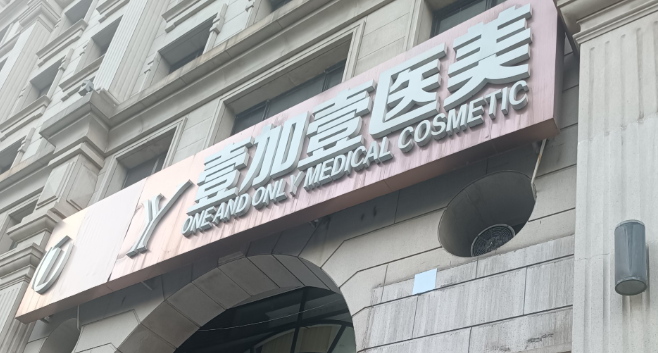 壹加壹医美
ONE AND ONLY MEDICAL COSMETIC